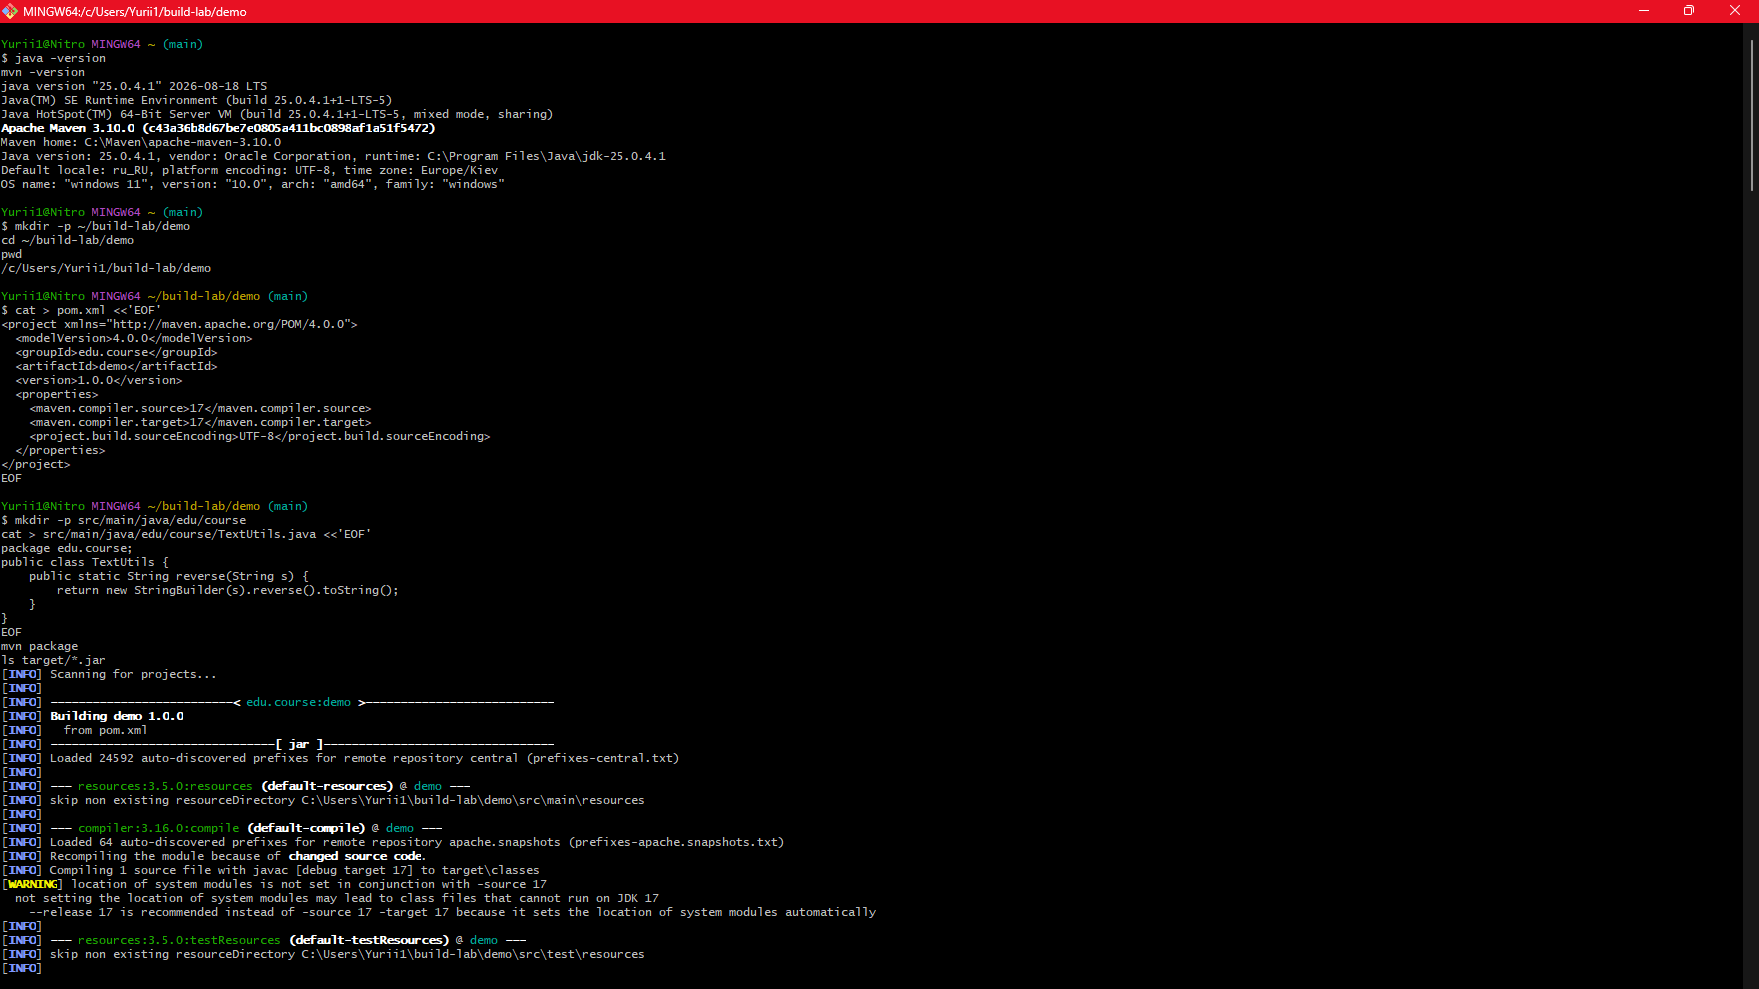 MINGW64:/c/Users/Yurii1/build-lab/demo
Yurii1@Nitro MINGW64 ~ (main)
$ java -version
mvn -version
java version "25.0.4.1" 2026-08-18 LTS
Java(TM) SE Runtime Environment (build 25.0.4.1+1-LTS-5)
Java HotSpot(TM) 64-Bit Server VM (build 25.0.4.1+1-LTS-5, mixed mode, sharing)
Apache Maven 3.10.0 (c43a36b8d67be7e0805a411bc0898af1a51f5472)
Maven home: C:\Maven\apache-maven-3.10.0
Java version: 25.0.4.1, vendor: Oracle Corporation, runtime: C:\Program Files\Java\jdk-25.0.4.1
Default locale: ru_RU, platform encoding: UTF-8, time zone: Europe/Kiev
OS name: "windows 11", version: "10.0", arch: "amd64", family: "windows"
Yurii1@Nitro MINGW64 ~ (main)
$ mkdir -p ~/build-lab/demo
cd ~/build-lab/demo
pwd
/c/Users/Yurii1/build-lab/demo
Yurii1@Nitro MINGW64 ~/build-lab/demo (main)
$ cat > pom.xml <<'EOF'
<project xmlns="http://maven.apache.org/POM/4.0.0">
  <modelVersion>4.0.0</modelVersion>
  <groupId>edu.course</groupId>
  <artifactId>demo</artifactId>
  <version>1.0.0</version>
  <properties>
    <maven.compiler.source>17</maven.compiler.source>
    <maven.compiler.target>17</maven.compiler.target>
    <project.build.sourceEncoding>UTF-8</project.build.sourceEncoding>
  </properties>
</project>
EOF
Yurii1@Nitro MINGW64 ~/build-lab/demo (main)
$ mkdir -p src/main/java/edu/course
cat > src/main/java/edu/course/TextUtils.java <<'EOF'
package edu.course;
public class TextUtils {
    public static String reverse(String s) {
        return new StringBuilder(s).reverse().toString();
    }
}
EOF
mvn package
ls target/*.jar
[INFO] Scanning for projects...
[INFO]
[INFO] --------------------------< edu.course:demo >---------------------------
[INFO] Building demo 1.0.0
[INFO]   from pom.xml
[INFO] --------------------------------[ jar ]---------------------------------
[INFO] Loaded 24592 auto-discovered prefixes for remote repository central (prefixes-central.txt)
[INFO]
[INFO] --- resources:3.5.0:resources (default-resources) @ demo ---
[INFO] skip non existing resourceDirectory C:\Users\Yurii1\build-lab\demo\src\main\resources
[INFO]
[INFO] --- compiler:3.16.0:compile (default-compile) @ demo ---
[INFO] Loaded 64 auto-discovered prefixes for remote repository apache.snapshots (prefixes-apache.snapshots.txt)
[INFO] Recompiling the module because of changed source code.
[INFO] Compiling 1 source file with javac [debug target 17] to target\classes
[WARNING] location of system modules is not set in conjunction with -source 17
  not setting the location of system modules may lead to class files that cannot run on JDK 17
    --release 17 is recommended instead of -source 17 -target 17 because it sets the location of system modules automatically
[INFO]
[INFO] --- resources:3.5.0:testResources (default-testResources) @ demo ---
[INFO] skip non existing resourceDirectory C:\Users\Yurii1\build-lab\demo\src\test\resources
[INFO]